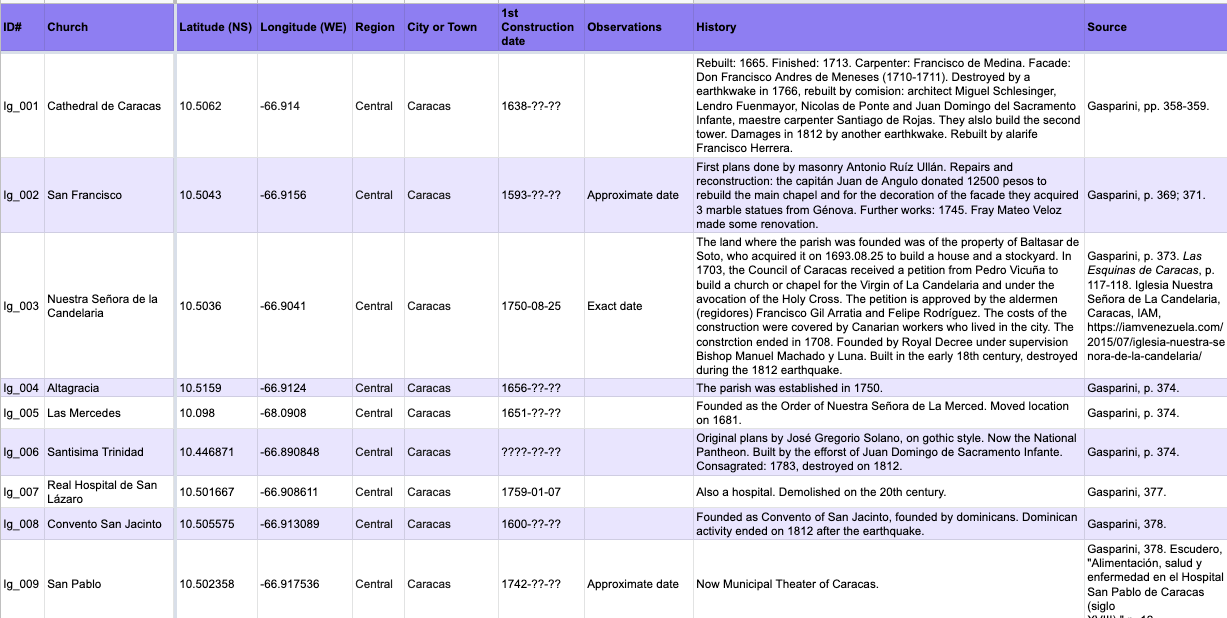 ID#	Church	Latitude (NS)	Longitude (WE)	Region	City or Town	1st Construction date	Observations	History	Source
Ig_001	Cathedral de Caracas	10.5062	-66.914	Central	Caracas	1638-??-??
Rebuilt: 1665. Finished: 1713. Carpenter: Francisco de Medina. Facade:
Don Francisco Andres de Meneses (1710-1711). Destroyed by a
earthkwake in 1766, rebuilt by comision: architect Miguel Schlesinger,
Lendro Fuenmayor, Nicolas de Ponte and Juan Domingo del Sacramento
Infante, maestre carpenter Santiago de Rojas. They alslo build the second
tower. Damages in 1812 by another earthkwake. Rebuilt by alarife
Francisco Herrera.
Gasparini, pp. 358-359.
Ig_002	San Francisco	10.5043	-66.9156	Central	Caracas	1593-??-??	Approximate date
First plans done by masonry Antonio Ruíz Ullán. Repairs and
reconstruction: the capitán Juan de Angulo donated 12500 pesos to
rebuild the main chapel and for the decoration of the facade they acquired
3 marble statues from Génova. Further works: 1745. Fray Mateo Veloz
made some renovation.
Gasparini, p. 369; 371.
Ig_003	Nuestra Señora de la
Candelaria	10.5036	-66.9041	Central	Caracas	1750-08-25	Exact date
The land where the parish was founded was of the property of Baltasar de
Soto, who acquired it on 1693.08.25 to build a house and a stockyard. In
1703, the Council of Caracas received a petition from Pedro Vicuña to
build a church or chapel for the Virgin of La Candelaria and under the
avocation of the Holy Cross. The petition is approved by the aldermen
(regidores) Francisco Gil Arratia and Felipe Rodríguez. The costs of the
construction were covered by Canarian workers who lived in the city. The
constrction ended in 1708. Founded by Royal Decree under supervision
Bishop Manuel Machado y Luna. Built in the early 18th century, destroyed
during the 1812 earthquake.
Gasparini, p. 373. Las
Esquinas de Caracas, p.
117-118. Iglesia Nuestra
Señora de La Candelaria,
Caracas, IAM,
https://iamvenezuela.com/
2015/07/iglesia-nuestra-se
nora-de-la-candelaria/
Ig_004	Altagracia	10.5159	-66.9124	Central	Caracas	1656-??-??	The parish was established in 1750.	Gasparini, p. 374.
Ig_005	Las Mercedes	10.098	-68.0908	Central	Caracas	1651-??-??
Founded as the Order of Nuestra Señora de La Merced. Moved location
on 1681.
Gasparini, p. 374.
Ig_006	Santisima Trinidad	10.446871	-66.890848	Central	Caracas	????-??-??
Original plans by José Gregorio Solano, on gothic style. Now the National
Pantheon. Built by the efforst of Juan Domingo de Sacramento Infante.
Consagrated: 1783, destroyed on 1812.
Gasparini, p. 374.
Ig_007	Real Hospital de San
Lázaro	10.501667	-66.908611	Central	Caracas	1759-01-07	Also a hospital. Demolished on the 20th century.	Gasparini, 377.
Ig_008	Convento San Jacinto	10.505575	-66.913089	Central	Caracas	1600-??-??
Founded as Convento of San Jacinto, founded by dominicans. Dominican
activity ended on 1812 after the earthquake.
Gasparini, 378.
Ig_009	San Pablo	10.502358	-66.917536	Central	Caracas	1742-??-??	Approximate date	Now Municipal Theater of Caracas.
Gasparini, 378. Escudero,
"Alimentación, salud y
enfermedad en el Hospital
San Pablo de Caracas
(siglo